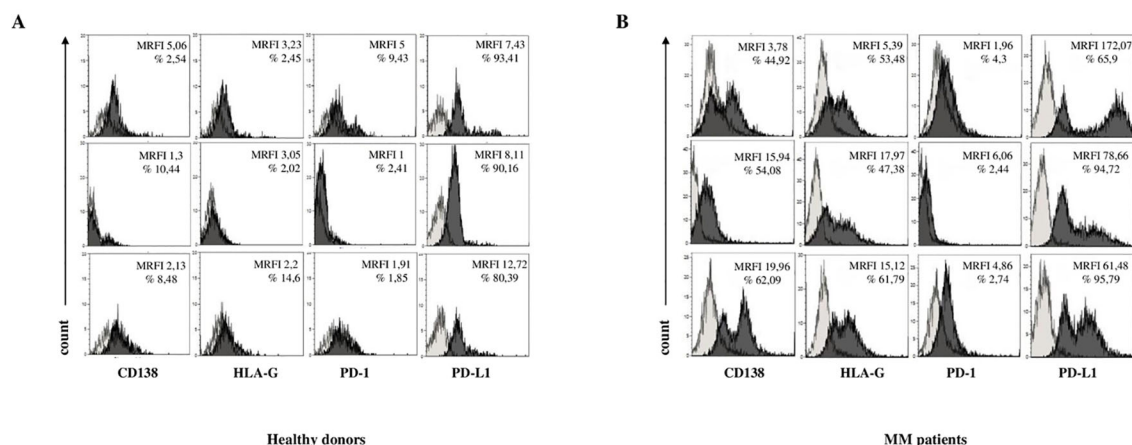 A
B
MRFI 5,06
% 2,54
MRFI 3,23
% 2,45
MRFI 5
% 9,43
MRFI 7,43
% 93,41
MRFI 1,3
% 10,44
MRFI 3,05
% 2,02
MRFI 1
% 2,41
MRFI 8,11
% 90,16
MRFI 2,13
% 8,48
MRFI 2,2
% 14,6
MRFI 1,91
% 1,85
MRFI 12,72
% 80,39
count
CD138
HLA-G
PD-1
PD-L1
Healthy donors
MRFI 3,78
% 44,92
MRFI 5,39
% 53,48
MRFI 1,96
% 4,3
MRFI 172,07
% 65,9
MRFI 15,94
% 54,08
MRFI 17,97
% 47,38
MRFI 6,06
% 2,44
MRFI 78,66
% 94,72
MRFI 19,96
% 62,09
MRFI 15,12
% 61,79
MRFI 4,86
% 2,74
MRFI 61,48
% 95,79
count
CD138
HLA-G
PD-1
PD-L1
MM patients